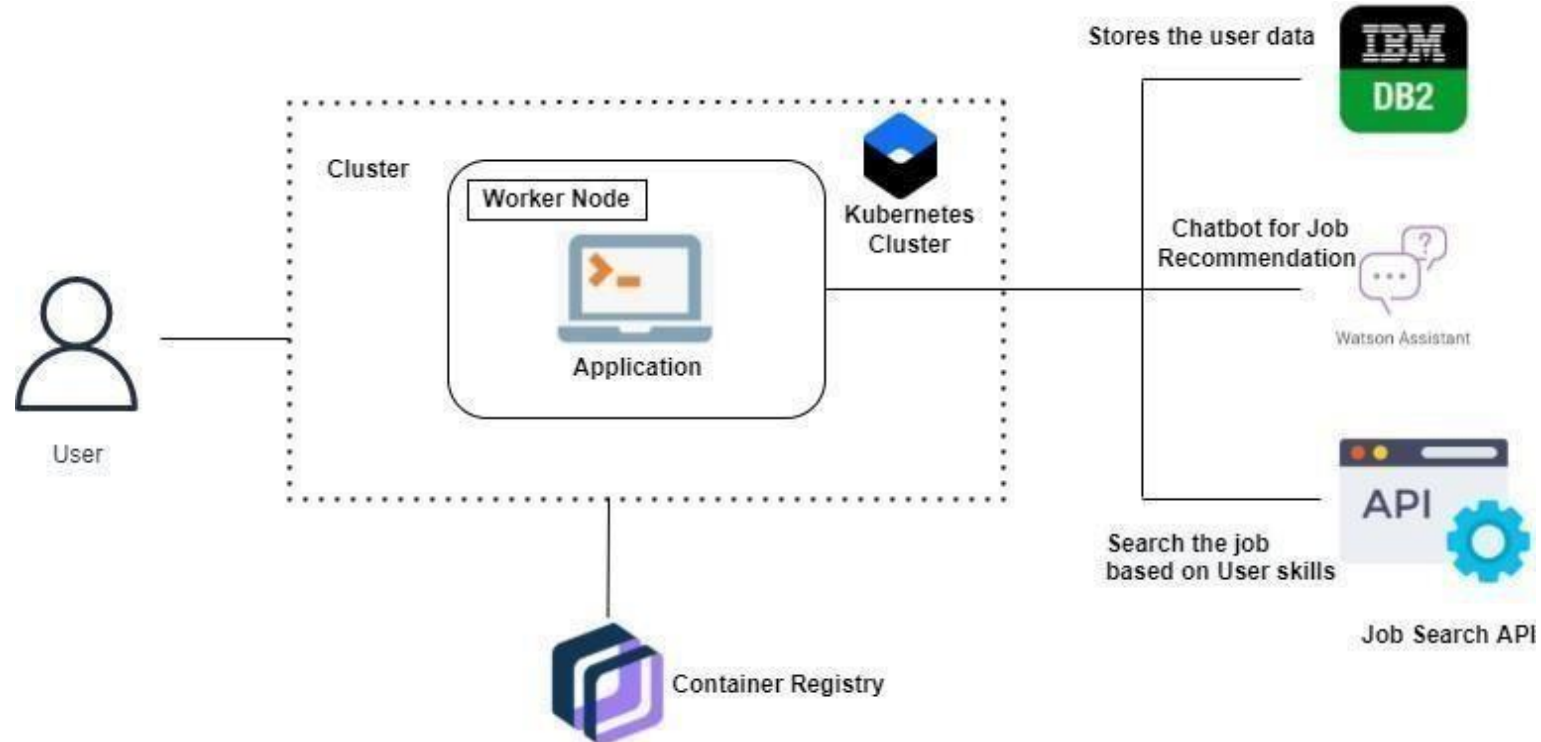 Stores the user data
IBM
DB2
Cluster
Worker Node
Kubernetes
Cluster
Application
Chatbot for Job
Recommendation
?
Watson Assistant
User
API
Search the job
based on User skills
Job Search API
Container Registry